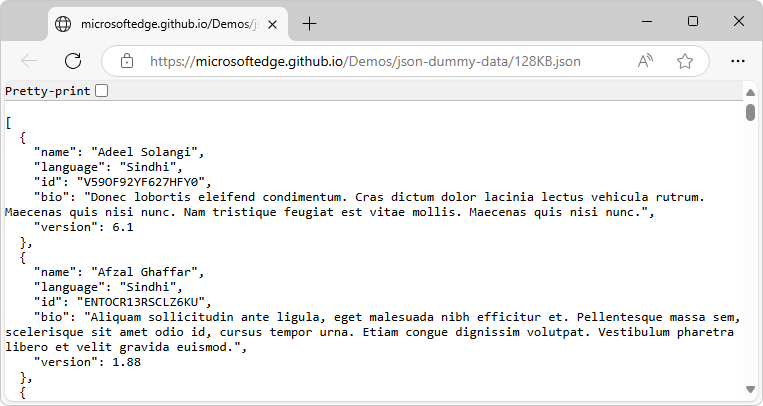 microsoftedge.github.io/Demos/js
https://microsoftedge.github.io/Demos/json-dummy-data/128KB.json
Pretty-print
[
  {
    "name": "Adeel Solangi",
    "language": "Sindhi",
    "id": "V59OF92YF627HFY0",
    "bio": "Donec lobortis eleifend condimentum. Cras dictum dolor lacinia lectus vehicula rutrum.
Maecenas quis nisi nunc. Nam tristique feugiat est vitae mollis. Maecenas quis nisi nunc.",
    "version": 6.1
  },
  {
    "name": "Afzal Ghaffar",
    "language": "Sindhi",
    "id": "ENTOCR13RSCLZ6KU",
    "bio": "Aliquam sollicitudin ante ligula, eget malesuada nibh efficitur et. Pellentesque massa sem,
scelerisque sit amet odio id, cursus tempor urna. Etiam congue dignissim volutpat. Vestibulum pharetra
libero et velit gravida euismod.",
    "version": 1.88
  },
  {